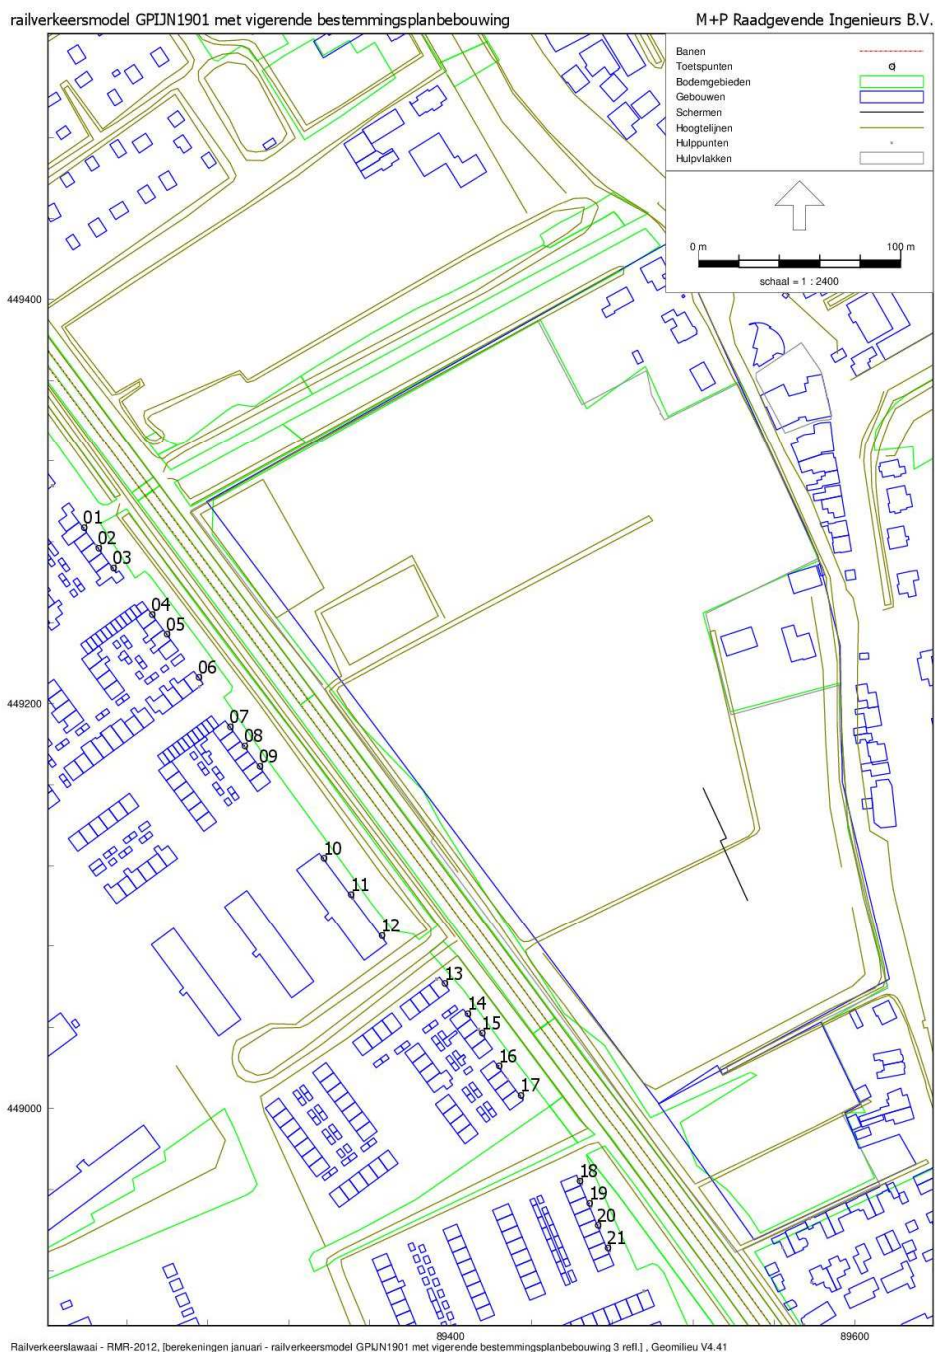 railverkeersmodel GPIJN1901 met vigerende bestemmingsplanbebouwing
M+P Raadgevende Ingenieurs B.V.
Banen
Toetspunten
Bodemgebieden
Gebouwen
Schermen
Hoogtelijnen
Hulppunten
Hulpvlakken
0 m 100 m
schaal = 1 : 2400
449400
01
02
03
04
05
06
449200
07
08
09
10
11
12
13
14
15
16
17
449000
18
19
20
21
89400 89600
Railverkeerslawaai - RMR-2012, [berekeningen januari - railverkeersmodel GPIJN1901 met vigerende bestemmingsplanbebouwing 3 refl.] , Geomilieu V4.41